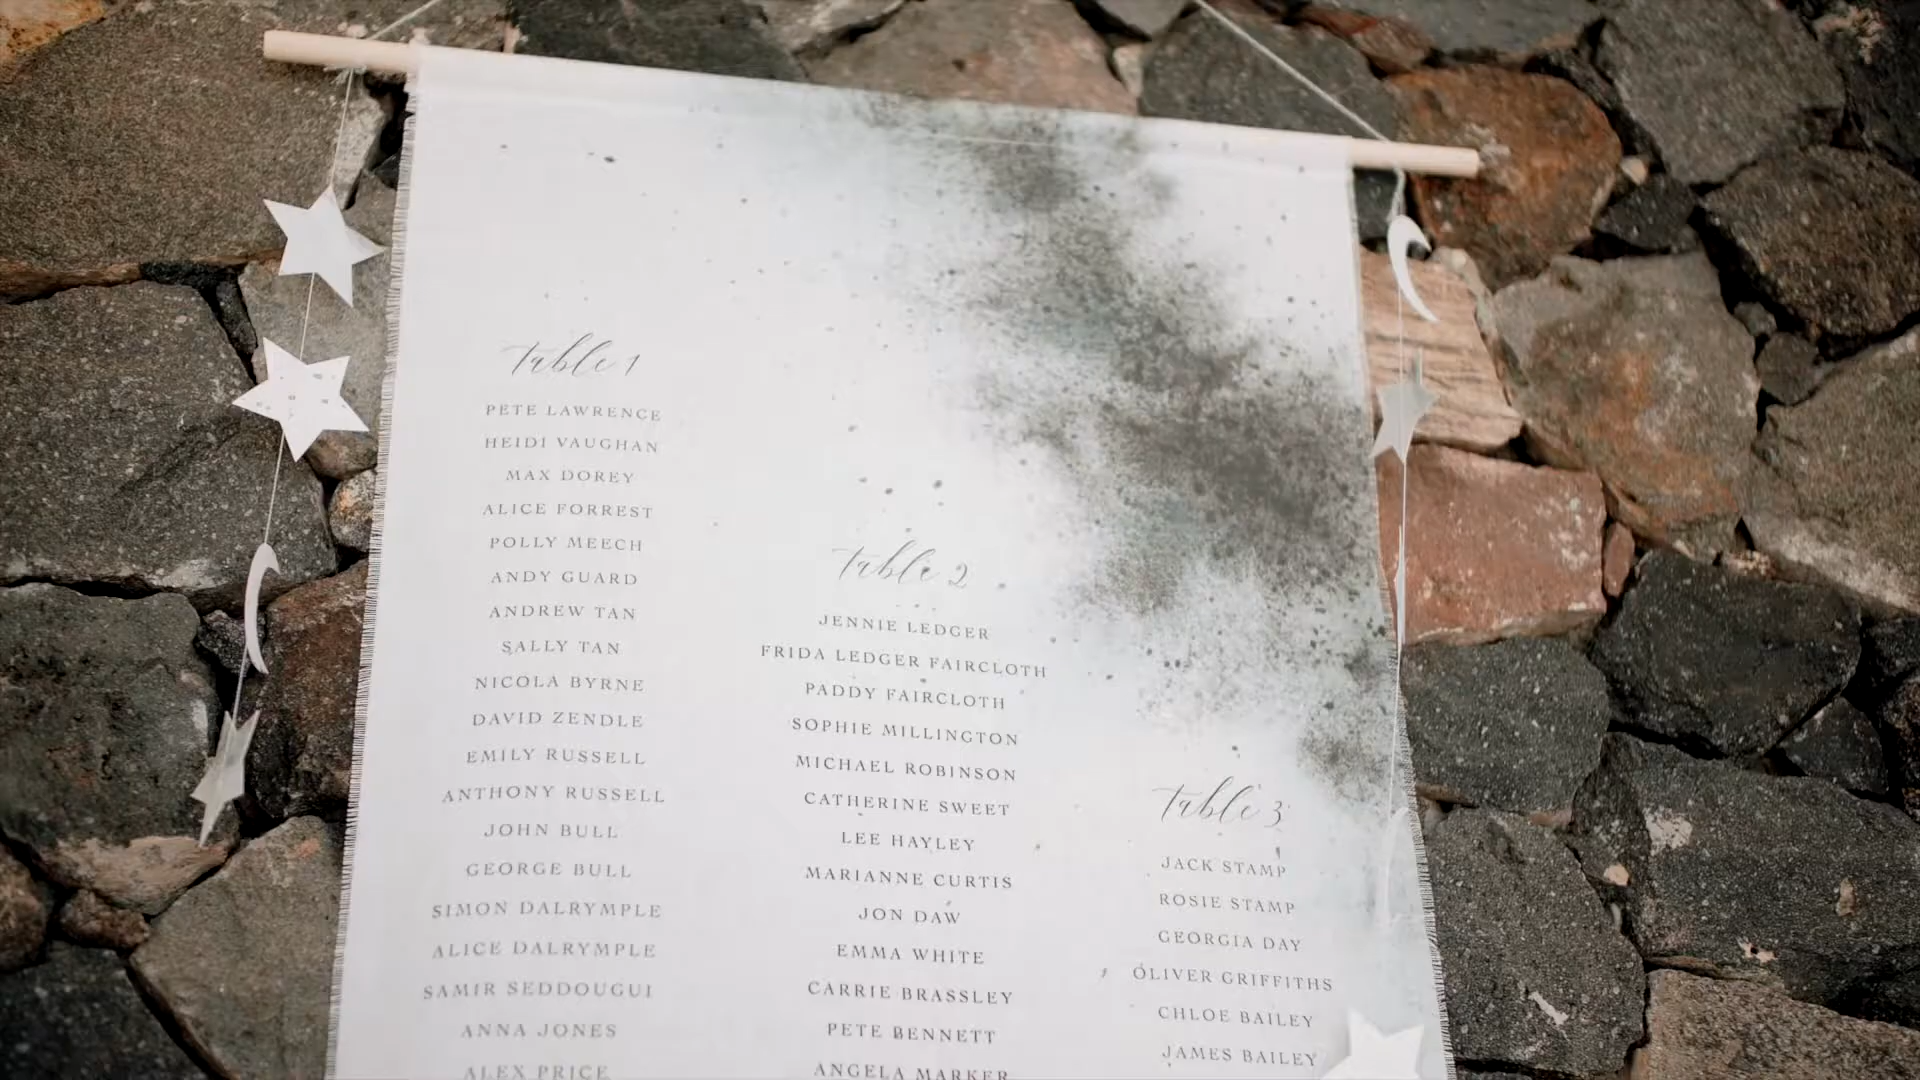 Table 1
PETE LAWRENCE
HEIDI VAUGHAN
MAX DOREY
ALICE FORREST
POLLY MEECH
ANDY GUARD
ANDREW TAN
SALLY TAN
NICOLA BYRNE
DAVID ZENDLE
EMILY RUSSELL
ANTHONY RUSSELL
JOHN BULL
GEORGE BULL
SIMON DALRYMPLE
ALICE DALRYMPLE
SAMIR SEDDOUGUI
ANNA JONES
ALEX PRICE
Table 2
JENNIE LEDGER
FRIDA LEDGER FAIRCLOTH
PADDY FAIRCLOTH
SOPHIE MILLINGTON
MICHAEL ROBINSON
CATHERINE SWEET
LEE HAYLEY
MARIANNE CURTIS
JON DAW
EMMA WHITE
CARRIE BRASSLEY
PETE BENNETT
ANGELA MARKER
Table 3
JACK STAMP
ROSIE STAMP
GEORGIA DAY
OLIVER GRIFFITHS
CHLOE BAILEY
JAMES BAILEY